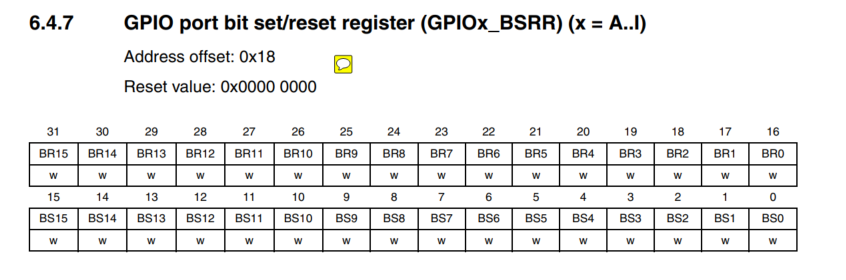 6.4.7 GPIO port bit set/reset register (GPIOx_BSRR) (x = A..I)
Address offset: 0x18
Reset value: 0x0000 0000
31 30 29 28 27 26 25 24 23 22 21 20 19 18 17 16
BR15 BR14 BR13 BR12 BR11 BR10 BR9 BR8 BR7 BR6 BR5 BR4 BR3 BR2 BR1 BR0
w w w w w w w w w w w w w w w w
15 14 13 12 11 10 9 8 7 6 5 4 3 2 1 0
BS15 BS14 BS13 BS12 BS11 BS10 BS9 BS8 BS7 BS6 BS5 BS4 BS3 BS2 BS1 BS0
w w w w w w w w w w w w w w w w